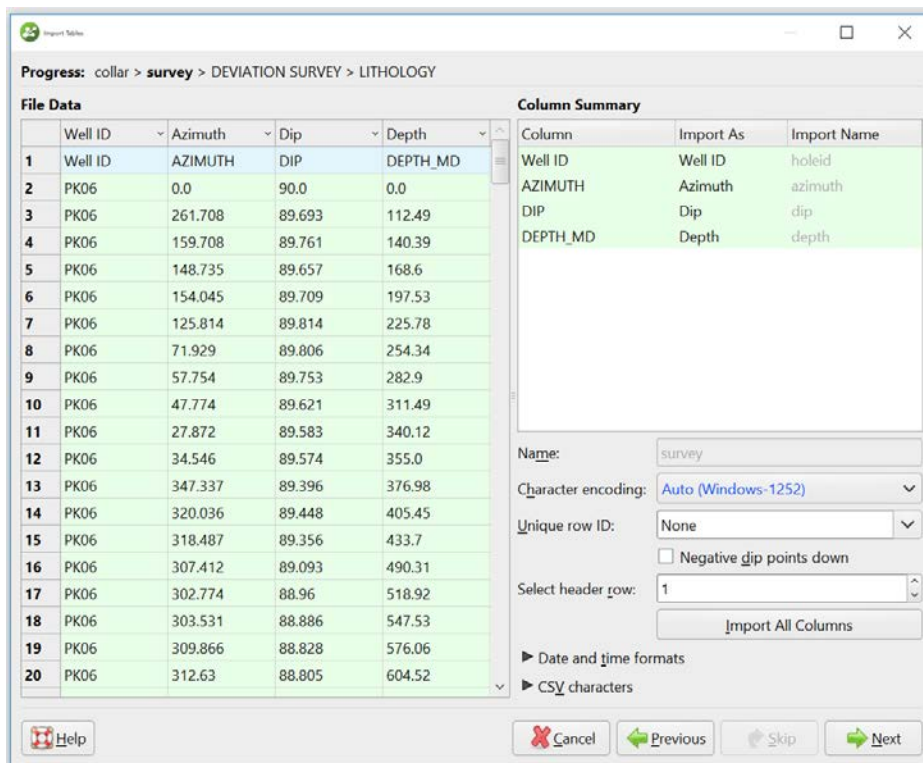 Import Tables
Progress: collar > survey > DEVIATION SURVEY > LITHOLOGY
File Data
Well ID Azimuth Dip Depth
1 Well ID AZIMUTH DIP DEPTH_MD
2 PK06 0.0 90.0 0.0
3 PK06 261.708 89.693 112.49
4 PK06 159.708 89.761 140.39
5 PK06 148.735 89.657 168.6
6 PK06 154.045 89.709 197.53
7 PK06 125.814 89.814 225.78
8 PK06 71.929 89.806 254.34
9 PK06 57.754 89.753 282.9
10 PK06 47.774 89.621 311.49
11 PK06 27.872 89.583 340.12
12 PK06 34.546 89.574 355.0
13 PK06 347.337 89.396 376.98
14 PK06 320.036 89.448 405.45
15 PK06 318.487 89.356 433.7
16 PK06 307.412 89.093 490.31
17 PK06 302.774 88.96 518.92
18 PK06 303.531 88.886 547.53
19 PK06 309.866 88.828 576.06
20 PK06 312.63 88.805 604.52
Column Summary
Column Import As Import Name
Well ID Well ID holeid
AZIMUTH Azimuth azimuth
DIP Dip dip
DEPTH_MD Depth depth
Name: survey
Character encoding: Auto (Windows-1252)
Unique row ID: None
Negative dip points down
Select header row: 1
Import All Columns
Date and time formats
CSV characters
Help
Cancel Previous Skip Next